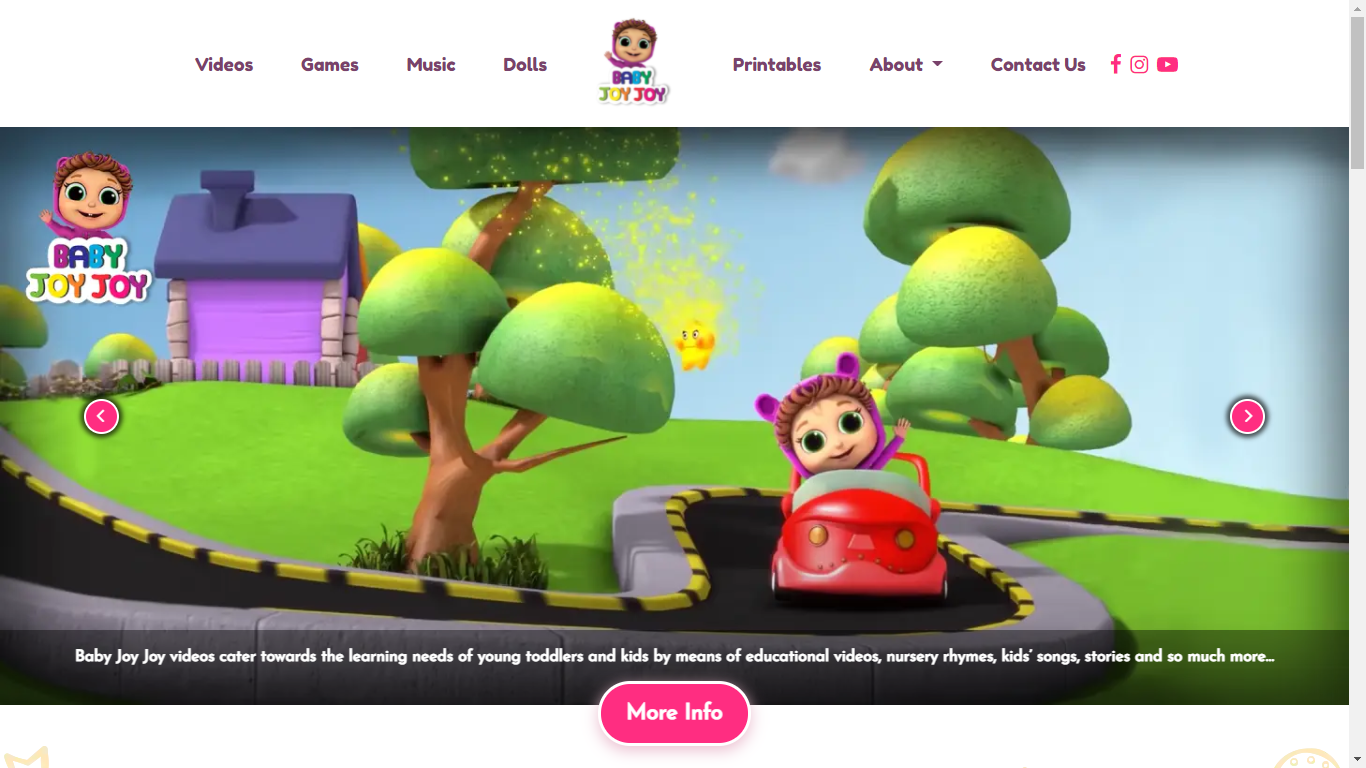 Videos Games Music Dolls
BABY
JOY JOY
Printables About Contact Us
BABY
JOY JOY
Baby Joy Joy videos cater towards the learning needs of young toddlers and kids by means of educational videos, nursery rhymes, kids' songs, stories and so much more...
More Info